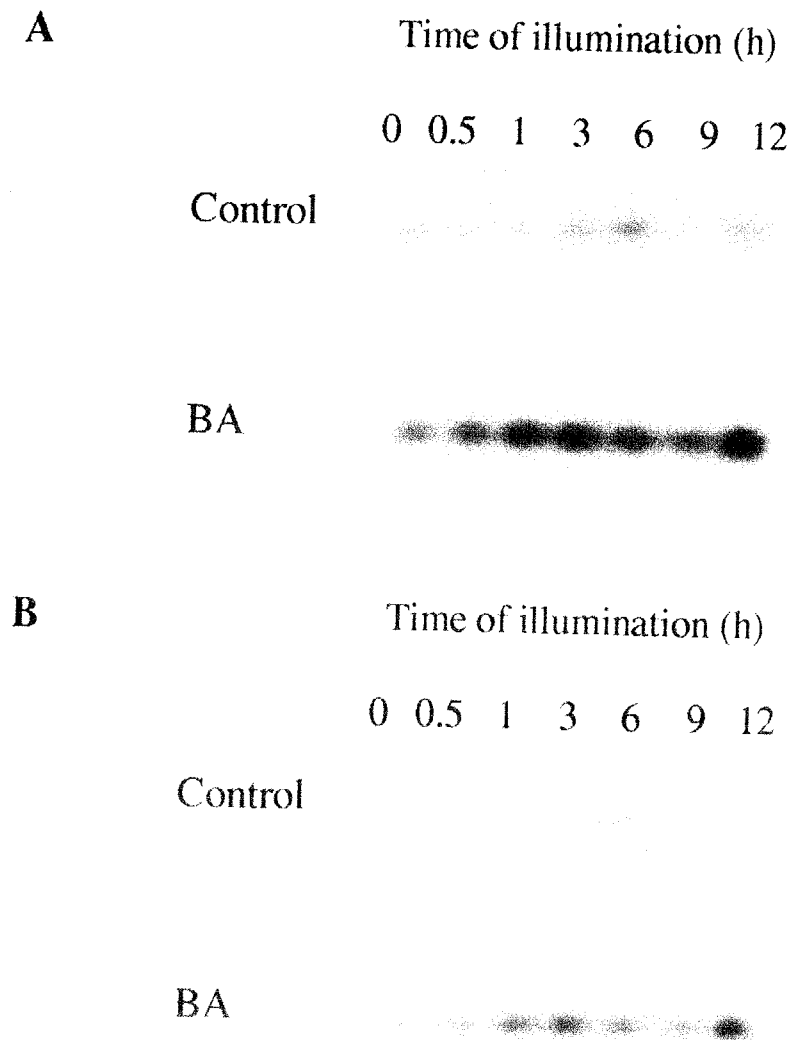 A
Time of illumination (h)
0 0.5 1 3 6 9 12
Control
BA
B
Time of illumination (h)
0 0.5 1 3 6 9 12
Control
BA